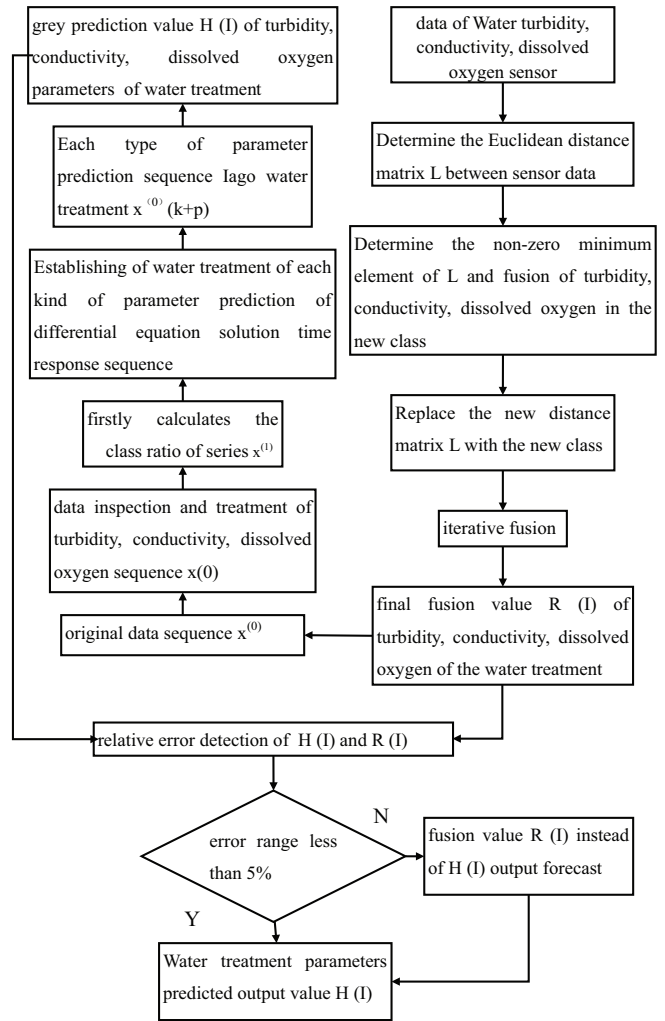 grey prediction value H (I) of turbidity,
conductivity, dissolved oxygen
parameters of water treatment
Each type of parameter
prediction sequence Iago water
treatment x (0) (k+p)
Establishing of water treatment of each
kind of parameter prediction of
differential equation solution time
response sequence
firstly calculates the
class ratio of series x(1)
data inspection and treatment of
turbidity, conductivity, dissolved
oxygen sequence x(0)
original data sequence x(0)
data of Water turbidity,
conductivity, dissolved
oxygen sensor
Determine the Euclidean distance
matrix L between sensor data
Determine the non-zero minimum
element of L and fusion of turbidity,
conductivity, dissolved oxygen in the
new class
Replace the new distance
matrix L with the new class
iterative fusion
final fusion value R (I) of
turbidity, conductivity, dissolved
oxygen of the water treatment
relative error detection of H (I) and R (I)
error range less
than 5%
N
fusion value R (I) instead
of H (I) output forecast
Y
Water treatment parameters
predicted output value H (I)